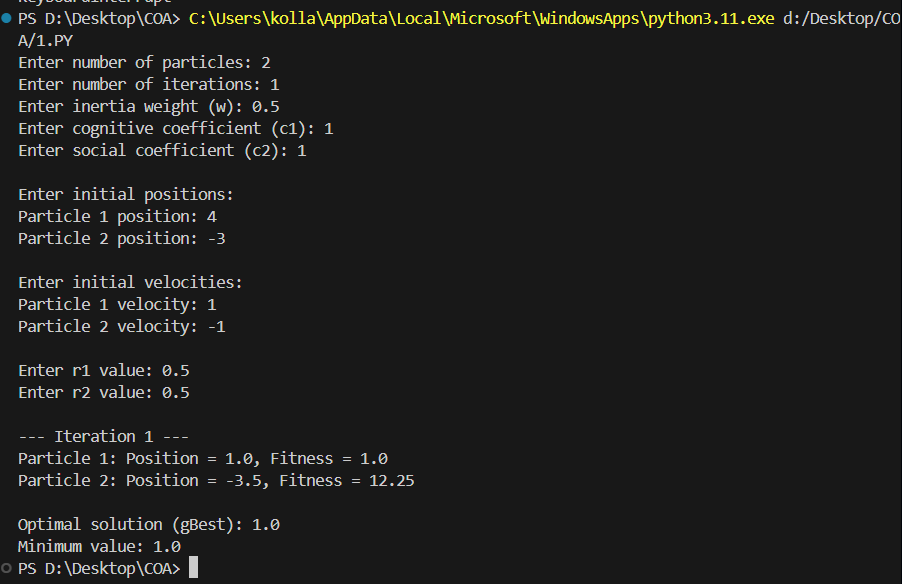 KeyboardInterrupt
PS D:\Desktop\COA> C:\Users\kolla\AppData\Local\Microsoft\WindowsApps\python3.11.exe d:/Desktop/CO
A/1.PY
Enter number of particles: 2
Enter number of iterations: 1
Enter inertia weight (w): 0.5
Enter cognitive coefficient (c1): 1
Enter social coefficient (c2): 1

Enter initial positions:
Particle 1 position: 4
Particle 2 position: -3

Enter initial velocities:
Particle 1 velocity: 1
Particle 2 velocity: -1

Enter r1 value: 0.5
Enter r2 value: 0.5

--- Iteration 1 ---
Particle 1: Position = 1.0, Fitness = 1.0
Particle 2: Position = -3.5, Fitness = 12.25

Optimal solution (gBest): 1.0
Minimum value: 1.0
PS D:\Desktop\COA>